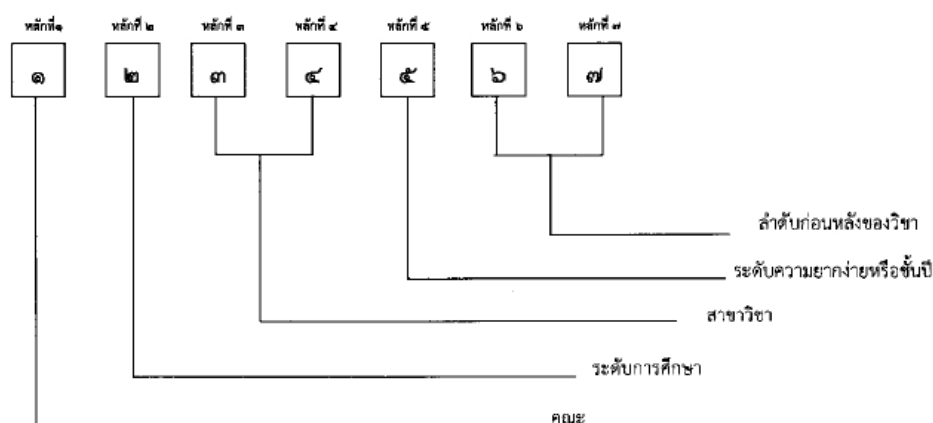 หลักที่๑ หลักที่ ๒ หลักที่ ๓ หลักที่ ๔ หลักที่ ๕ หลักที่ ๖ หลักที่ ๗
๑ ๒ ๓ ๔ ๕ ๖ ๗
ลำดับก่อนหลังของวิชา
ระดับความยากง่ายหรือชั้นปี
สาขาวิชา
ระดับการศึกษา
คณะ